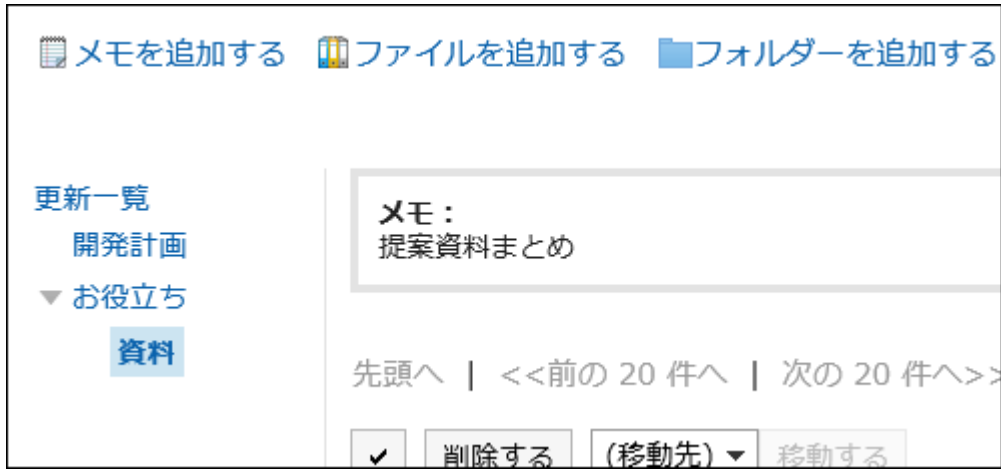 メモを追加する ファイルを追加する フォルダーを追加する
更新一覧
開発計画
お役立ち
資料
メモ：
提案資料まとめ
先頭へ | <<前の 20 件へ | 次の 20 件へ>>
削除する (移動先) 移動する